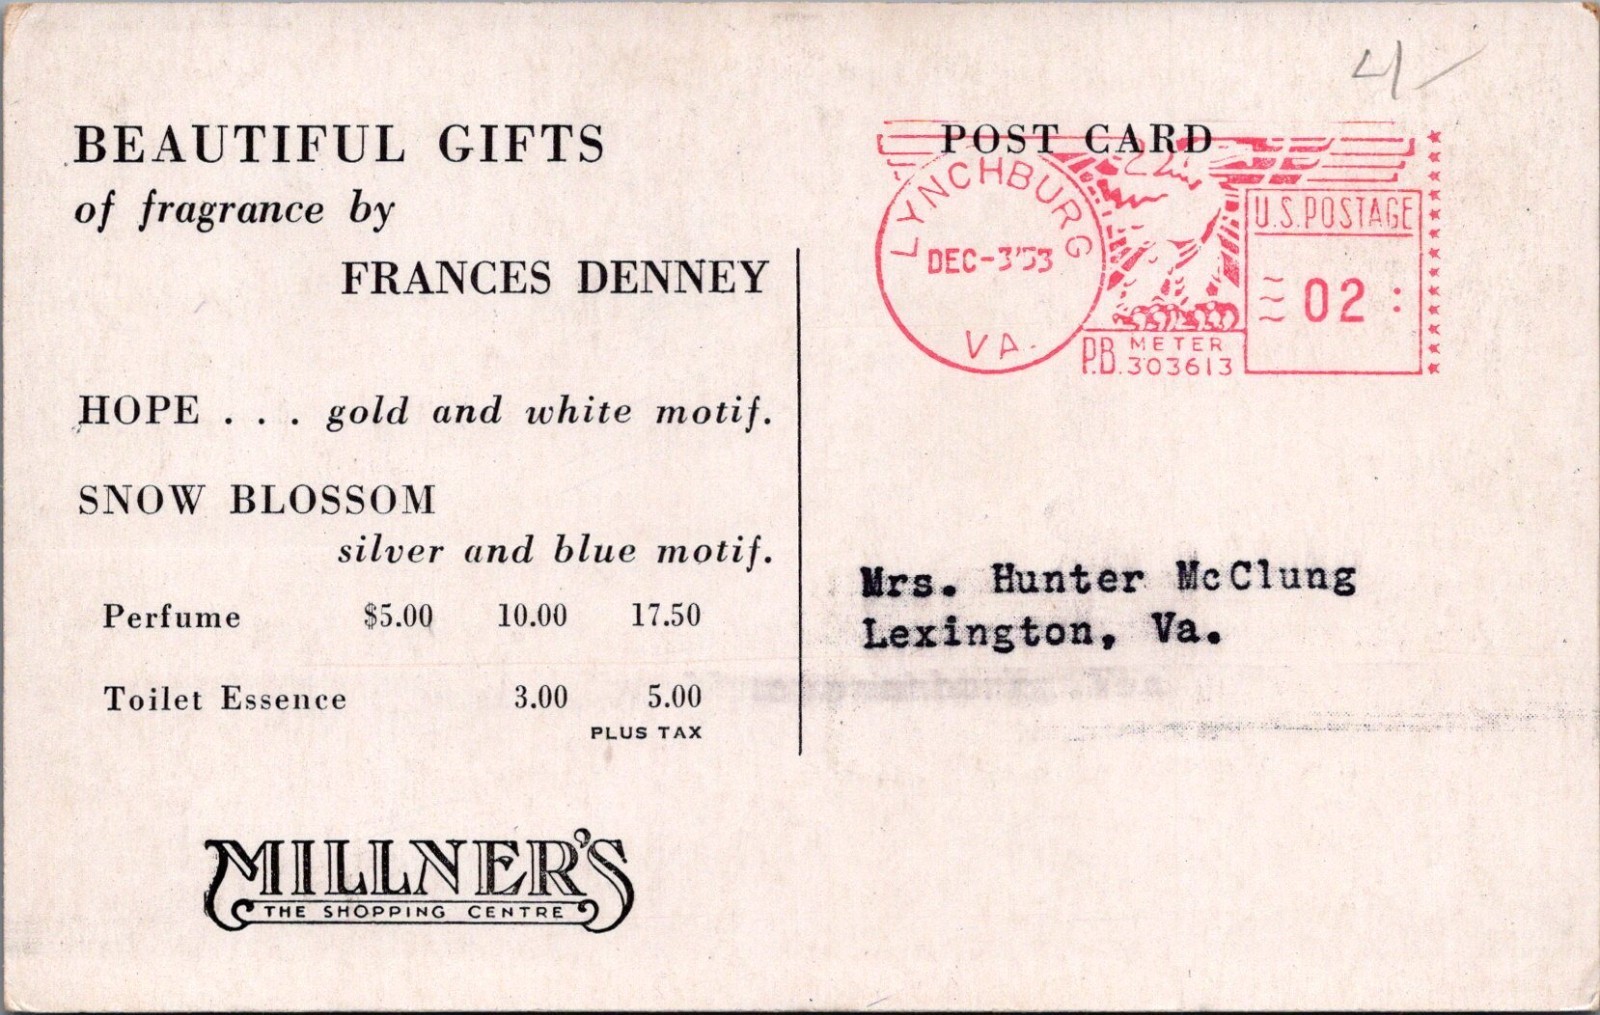 BEAUTIFUL GIFTS
of fragrance by
FRANCES DENNEY
HOPE . . . gold and white motif.
SNOW BLOSSOM
silver and blue motif.
Perfume $5.00 10.00 17.50
Toilet Essence 3.00 5.00
PLUS TAX
MILLNER'S
THE SHOPPING CENTRE
4/-
POST CARD
LYNCHBURG
DEC-3'53
VA.
P.B. METER
303613
U.S. POSTAGE
02
Mrs. Hunter McClung
Lexington, Va.